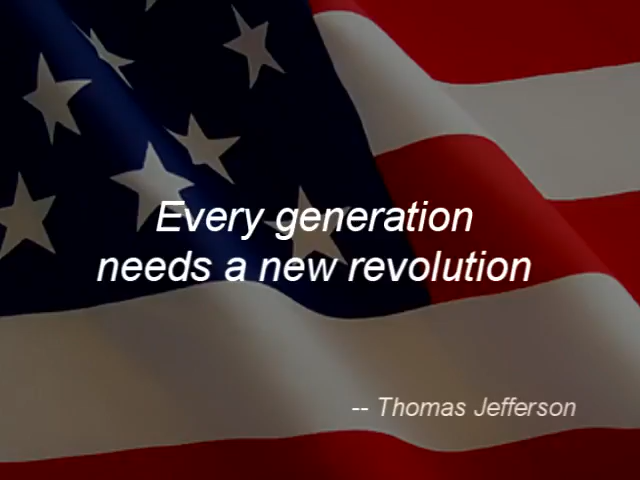 Every generation
needs a new revolution
-- Thomas Jefferson